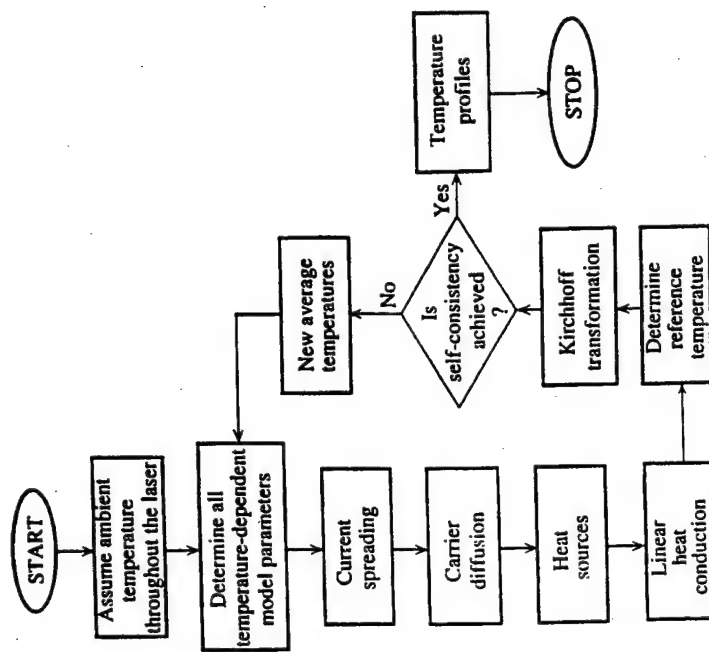 START
Assume ambient
temperature
throughout the laser
Determine all
temperature-dependent
model parameters
Current
spreading
Carrier
diffusion
Heat
sources
Linear
heat
conduction
Determine
reference
temperature
Kirchhoff
transformation
Is
self-consistency
achieved
?
No
New average
temperatures
Yes
Temperature
profiles
STOP